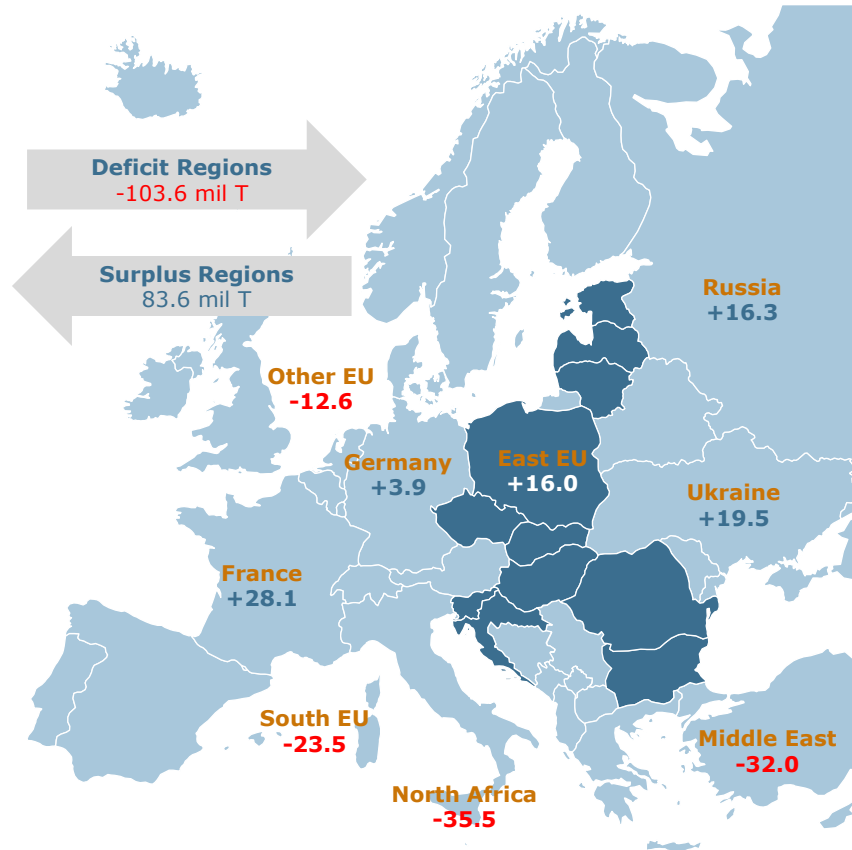 Deficit Regions
-103.6 mil T
Surplus Regions
83.6 mil T
Russia
+16.3
Other EU
-12.6
Germany
+3.9
East EU
+16.0
Ukraine
+19.5
France
+28.1
South EU
-23.5
Middle East
-32.0
North Africa
-35.5